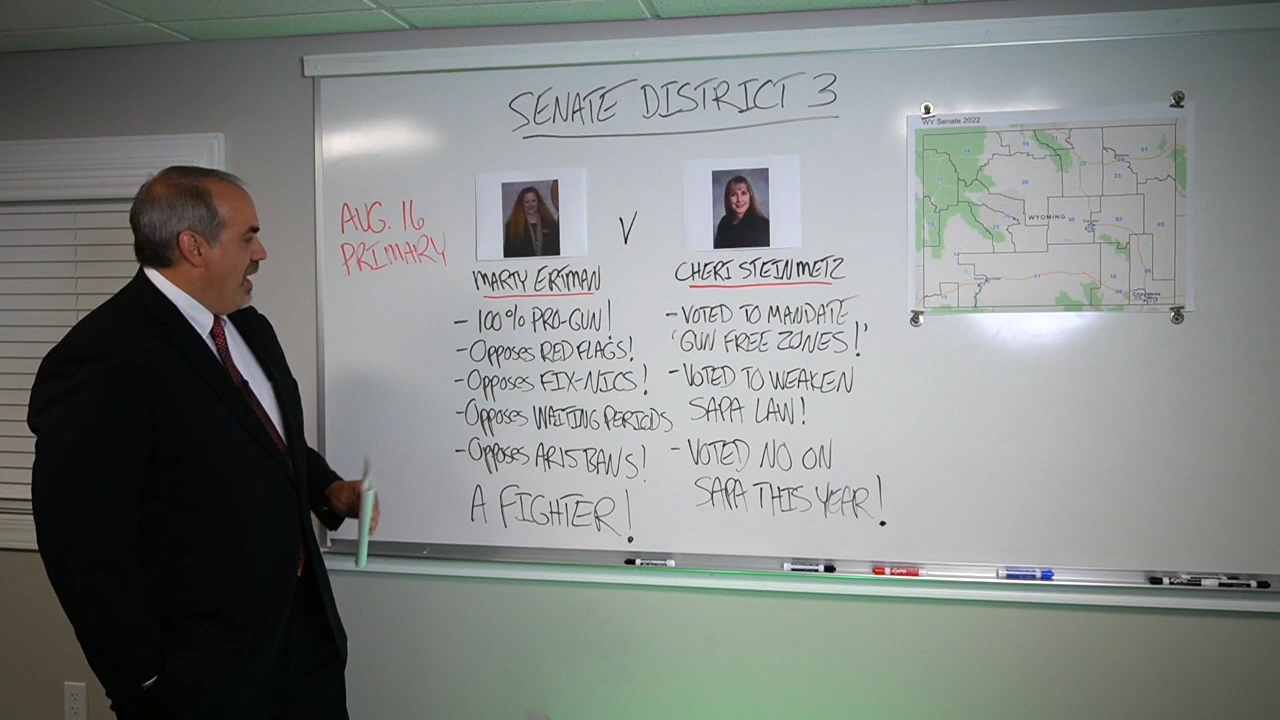 SENATE DISTRICT 3
AUG. 16
PRIMARY
V
MARTY ERTMAN
- 100% PRO-GUN!
- Opposes RED FLAGS!
- Opposes FIX-NICS!
- Opposes WAITING PERIODS
- Opposes AR15 BANS!
A FIGHTER!
CHERI STEINMETZ
- VOTED TO MANDATE
'GUN FREE ZONES!'
- VOTED TO WEAKEN
SAPA LAW!
- VOTED NO ON
SAPA THIS YEAR!
WY Senate 2022
WYOMING